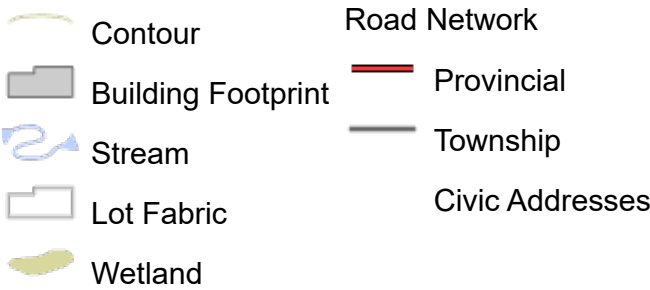 Contour
Building Footprint
Stream
Lot Fabric
Wetland
Road Network
Provincial
Township
Civic Addresses